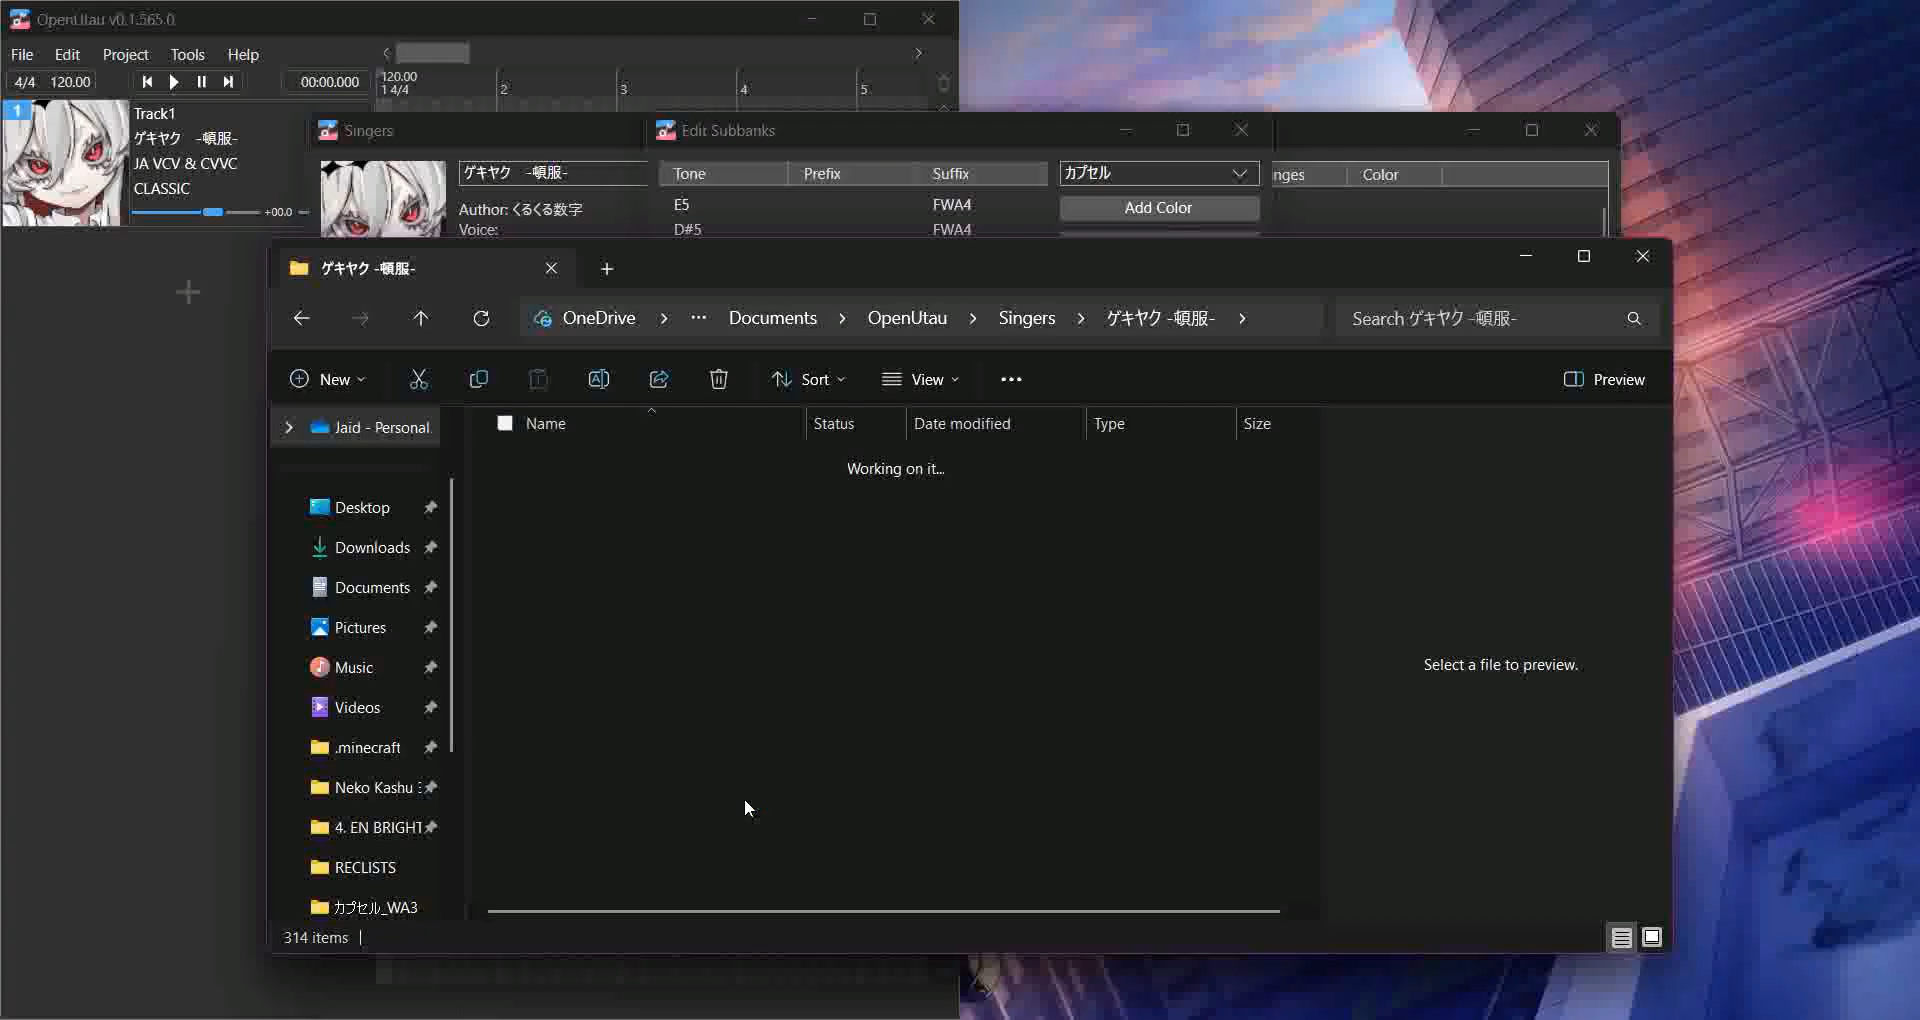 OpenUtau v0.1.565.0
File Edit Project Tools Help
4/4 120.00 00:00.000
120.00
1 4/4 2 3 4 5
1
Track1
ゲキヤク -頓服-
JA VCV & CVVC
CLASSIC
+00.0
Singers
ゲキヤク -頓服-
Author: くるくる数字
Voice:
Edit Subbanks
Tone Prefix Suffix
E5 FWA4
D#5 FWA4
カプセル
Add Color
nges Color
ゲキヤク -頓服-
OneDrive > ... Documents > OpenUtau > Singers > ゲキヤク -頓服- >
Search ゲキヤク -頓服-
New Sort View ... Preview
Jaid - Personal
Name Status Date modified Type Size
Working on it...
Desktop
Downloads
Documents
Pictures
Music
Videos
.minecraft
Neko Kashu
4. EN BRIGHT
RECLISTS
カプセル_WA3
Select a file to preview.
314 items